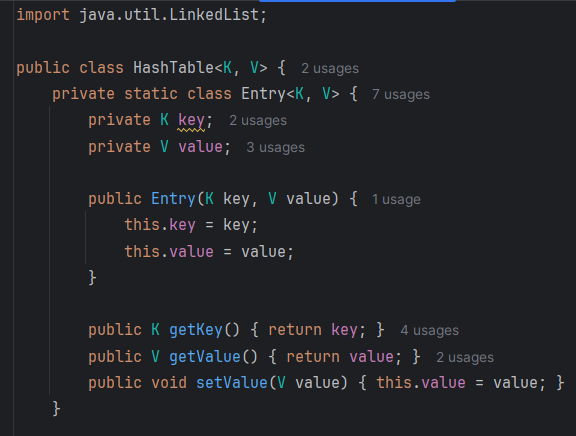 import java.util.LinkedList;
public class HashTable<K, V> { 2 usages
private static class Entry<K, V> { 7 usages
private K key; 2 usages
private V value; 3 usages
public Entry(K key, V value) { 1 usage
this.key = key;
this.value = value;
}
public K getKey() { return key; } 4 usages
public V getValue() { return value; } 2 usages
public void setValue(V value) { this.value = value; }
}